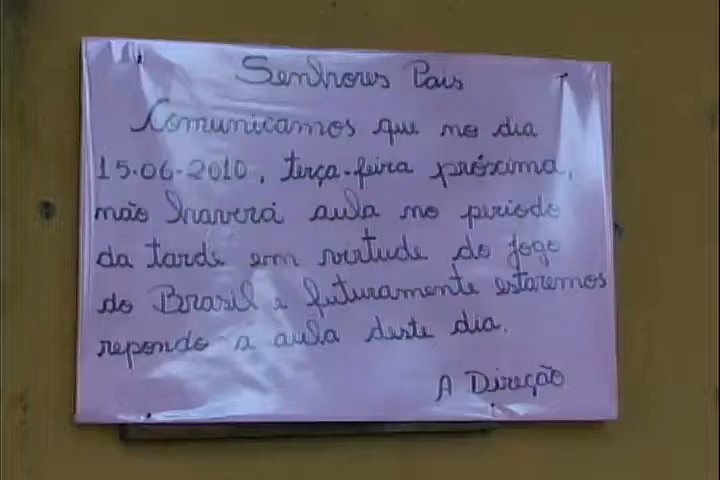 Senhores Pais
Comunicamos que no dia
15.06.2010, terça-feira próxima,
não haverá aula no período
da tarde em virtude do jogo
do Brasil e futuramente estaremos
repondo a aula deste dia.
A Direção